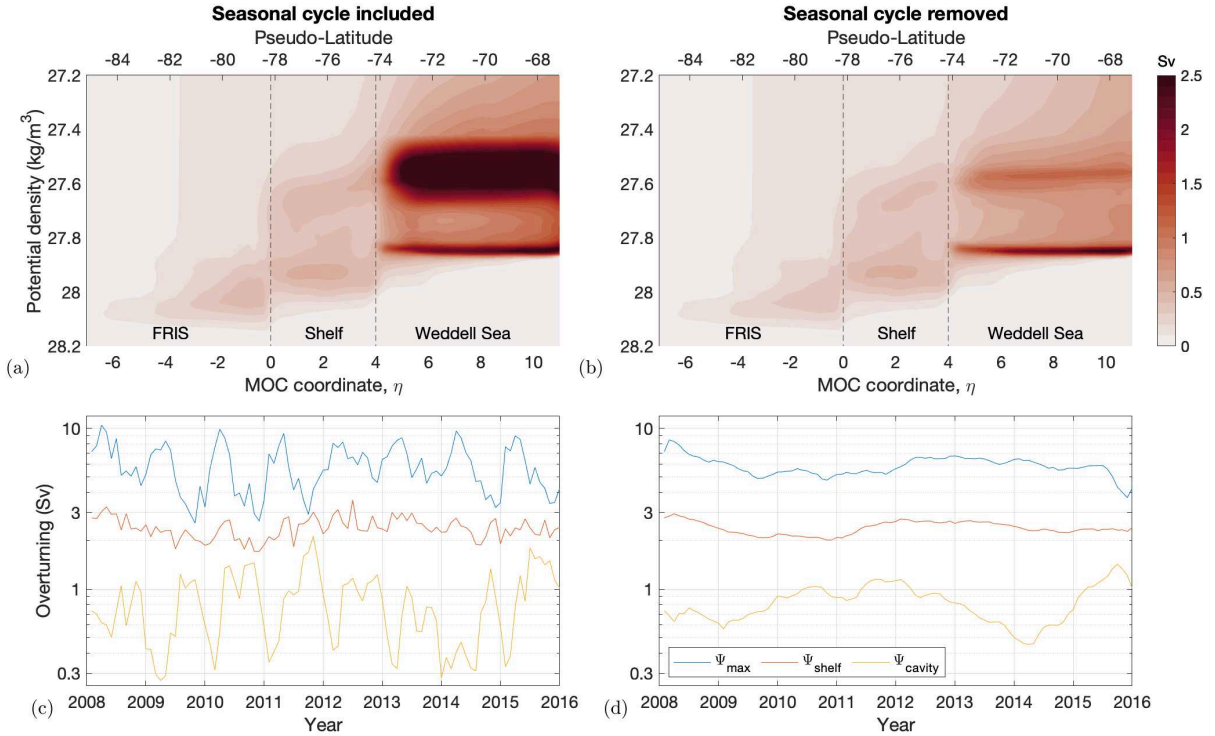 Seasonal cycle included
Pseudo-Latitude
-84 -82 -80 -78 -76 -74 -72 -70 -68
27.2
27.4
27.6
27.8
28
28.2
Potential density (kg/m³)
FRIS Shelf Weddell Sea
-6 -4 -2 0 2 4 6 8 10
MOC coordinate, η
(a)
Seasonal cycle removed
Pseudo-Latitude
-84 -82 -80 -78 -76 -74 -72 -70 -68
27.2
27.4
27.6
27.8
28
28.2
FRIS Shelf Weddell Sea
-6 -4 -2 0 2 4 6 8 10
MOC coordinate, η
(b)
Sv
2.5
2
1.5
1
0.5
0
10
3
1
0.3
Overturning (Sv)
2008 2009 2010 2011 2012 2013 2014 2015 2016
Year
(c)
10
3
1
0.3
Ψmax Ψshelf Ψcavity
2008 2009 2010 2011 2012 2013 2014 2015 2016
Year
(d)